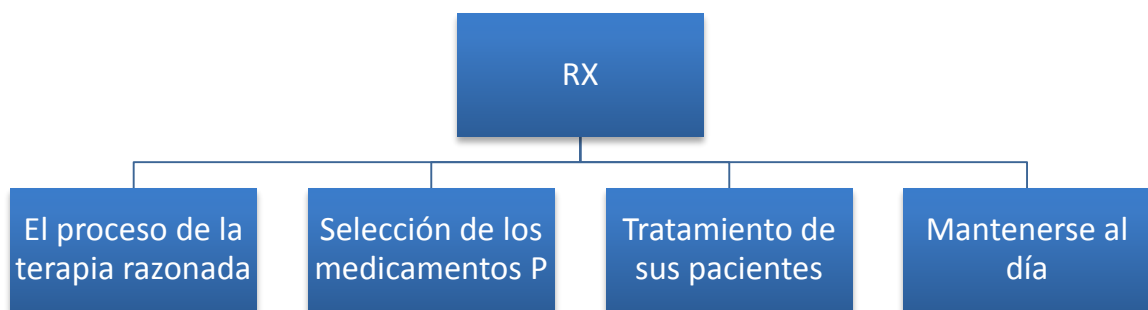 RX
El proceso de la
terapia razonada
Selección de los
medicamentos P
Tratamiento de
sus pacientes
Mantenerse al
día